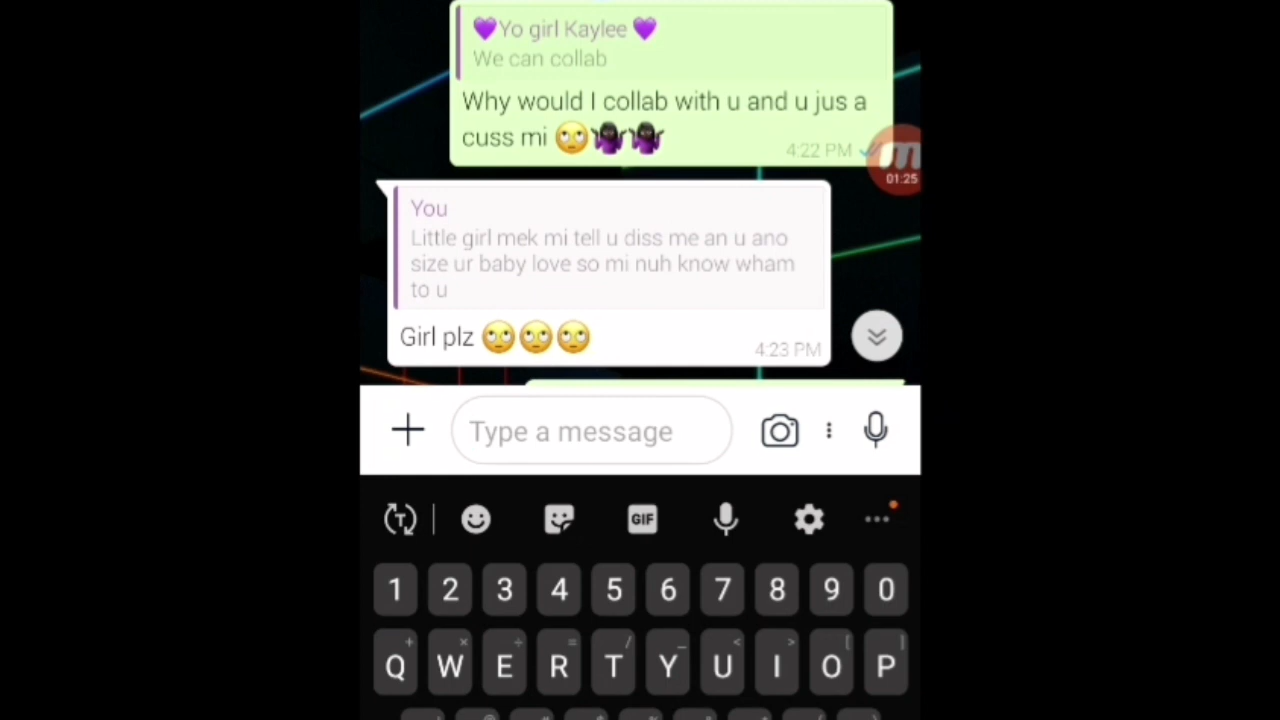 💜Yo girl Kaylee 💜
We can collab
Why would I collab with u and u jus a
cuss mi 🙄🤷🏿‍♀️🤷🏿‍♀️
4:22 PM
01:25
You
Little girl mek mi tell u diss me an u ano
size ur baby love so mi nuh know wham
to u
Girl plz 🙄🙄🙄
4:23 PM
Type a message
T
GIF
1 2 3 4 5 6 7 8 9 0
+ × ÷ = / _ < > [ ]
Q W E R T Y U I O P